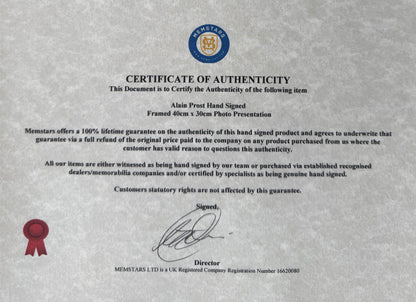 MEMSTARS
CERTIFICATE OF AUTHENTICITY
This Document is to Certify the Authenticity of the following item
Alain Prost Hand Signed
Framed 40cm x 30cm Photo Presentation
Memstars offers a 100% lifetime guarantee on the authenticity of this hand signed product and agrees to underwrite that
guarantee via a full refund of the original price paid to the company on any product purchased from us where the
customer has valid reason to questions this authenticity.
All our items are either witnessed as being hand signed by our team or purchased via established recognised
dealers/memorabilia companies and/or certified by specialists as being genuine hand signed.
Customers statutory rights are not affected by this guarantee.
Signed,
Director
MEMSTARS LTD is a UK Registered Company Registration Number 16620080